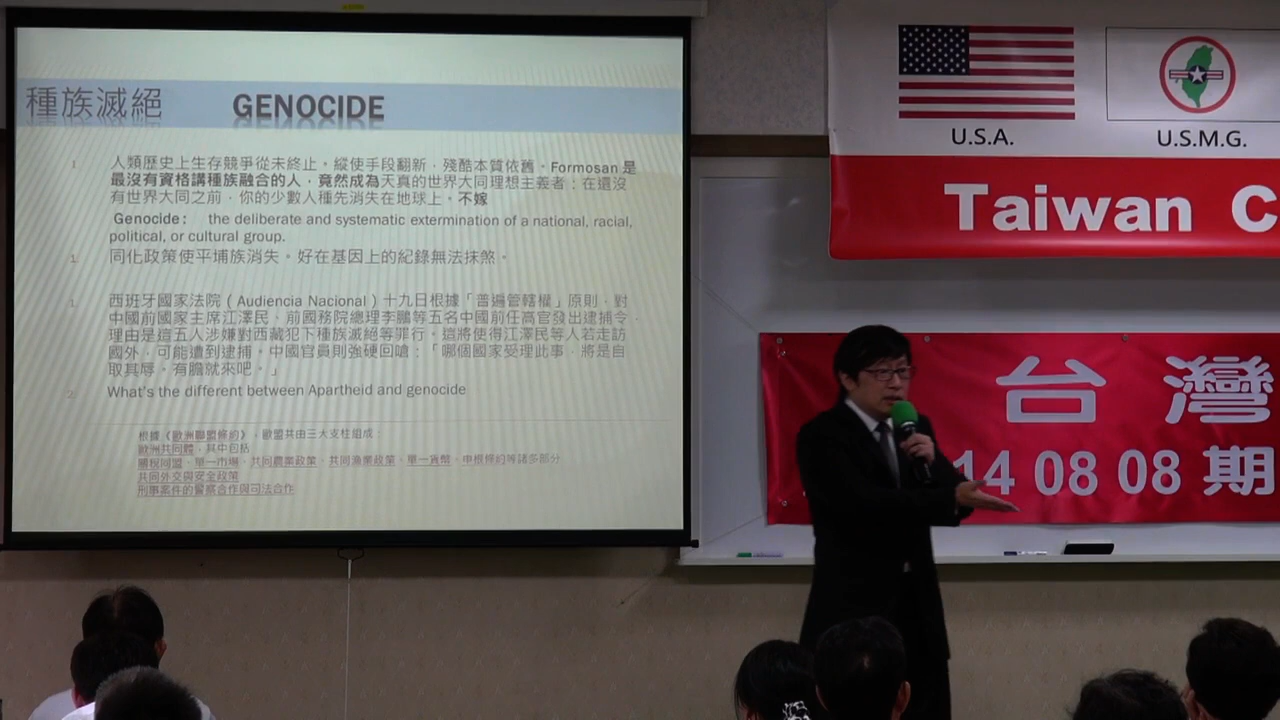 種族滅絕 GENOCIDE
1. 人類歷史上生存競爭從未終止。縱使手段翻新，殘酷本質依舊。Formosan 是
最沒有資格講種族融合的人，竟然成為天真的世界大同理想主義者；在還沒
有世界大同之前，你的少數人種先消失在地球上。不嫁
Genocide： the deliberate and systematic extermination of a national, racial,
political, or cultural group.
1. 同化政策使平埔族消失。好在基因上的紀錄無法抹煞。
1. 西班牙國家法院（Audiencia Nacional）十九日根據「普遍管轄權」原則，對
中國前國家主席江澤民、前國務院總理李鵬等五名中國前任高官發出逮捕令，
理由是這五人涉嫌對西藏犯下種族滅絕等罪行。這將使得江澤民等人若走訪
國外，可能遭到逮捕。中國官員則強硬回嗆：「哪個國家受理此事，將是自
取其辱。有膽就來吧。」
2. What's the different between Apartheid and genocide
根據《歐洲聯盟條約》，歐盟共由三大支柱組成：
歐洲共同體，其中包括
關稅同盟、單一市場、共同農業政策、共同漁業政策、單一貨幣、申根條約等諸多部分
共同外交與安全政策
刑事案件的警察合作與司法合作
U.S.A.
U.S.M.G.
Taiwan C
台灣
14 08 08 期